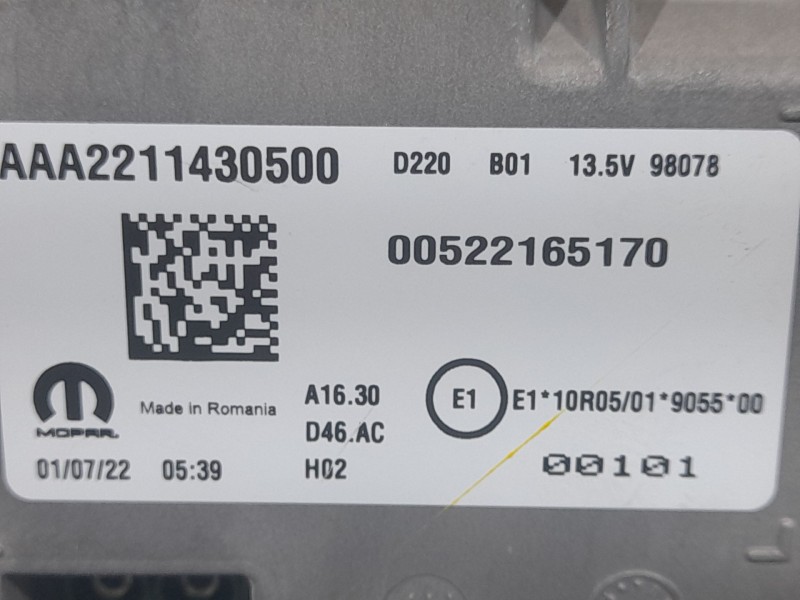 AAA2211430500 D220 B01 13.5V 98078
00522165170
MOPAR
Made in Romania
A16.30
D46.AC
H02
E1 E1*10R05/01*9055*00
01/07/22 05:39
00101